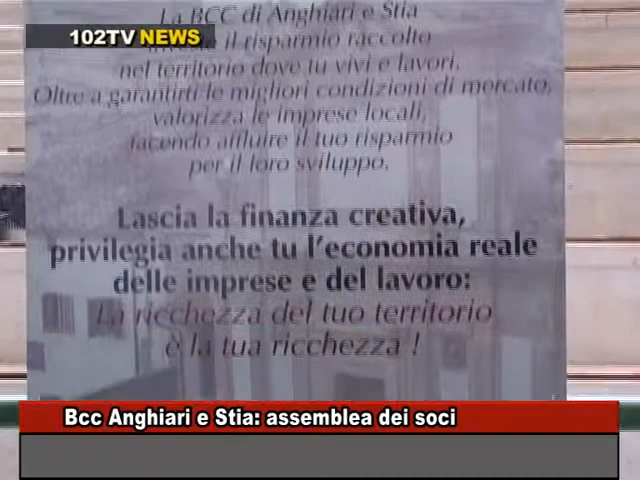 La BCC di Anghiari e Stia
102TV NEWS
il risparmio raccolto
nel territorio dove tu vivi e lavori.
Oltre a garantirti le migliori condizioni di mercato,
valorizza le imprese locali,
facendo affluire il tuo risparmio
per il loro sviluppo.
Lascia la finanza creativa,
privilegia anche tu l'economia reale
delle imprese e del lavoro:
La ricchezza del tuo territorio
è la tua ricchezza !
Bcc Anghiari e Stia: assemblea dei soci